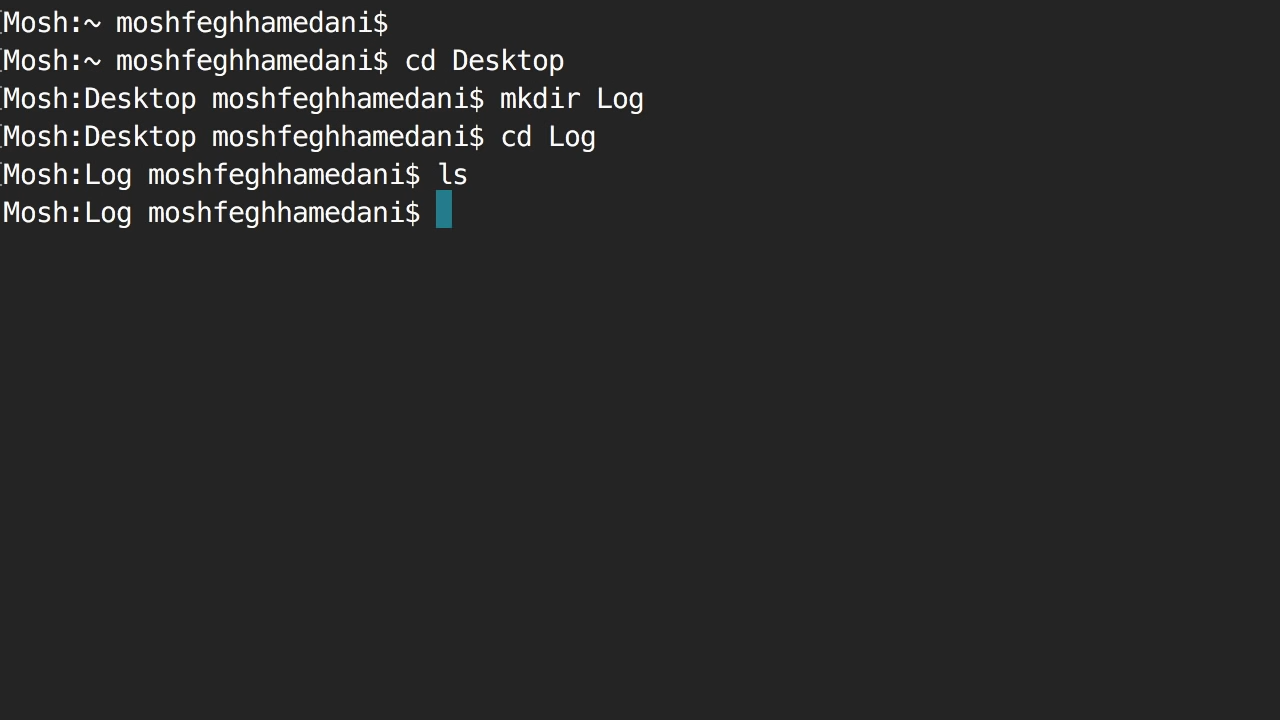 [Mosh:~ moshfeghhamedani$
[Mosh:~ moshfeghhamedani$ cd Desktop
[Mosh:Desktop moshfeghhamedani$ mkdir Log
[Mosh:Desktop moshfeghhamedani$ cd Log
[Mosh:Log moshfeghhamedani$ ls
Mosh:Log moshfeghhamedani$